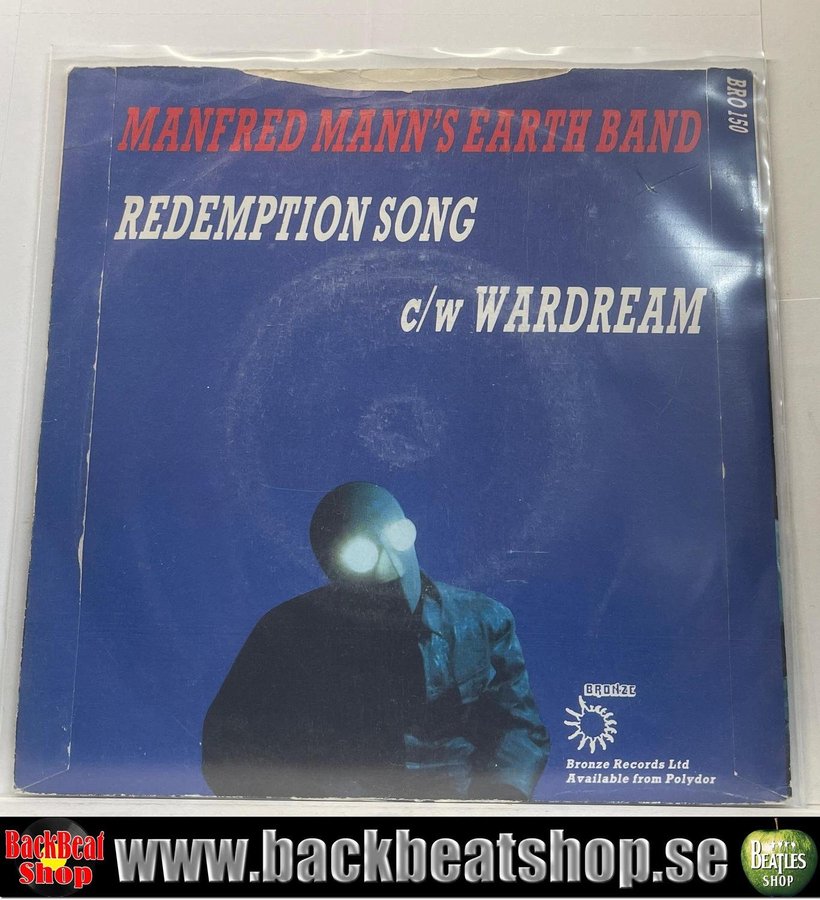 MANFRED MANN'S EARTH BAND
BRO 150
REDEMPTION SONG
c/w WARDREAM
BRONZE
Bronze Records Ltd
Available from Polydor
BackBeat
Shop
www.backbeatshop.se
BEATLES
SHOP